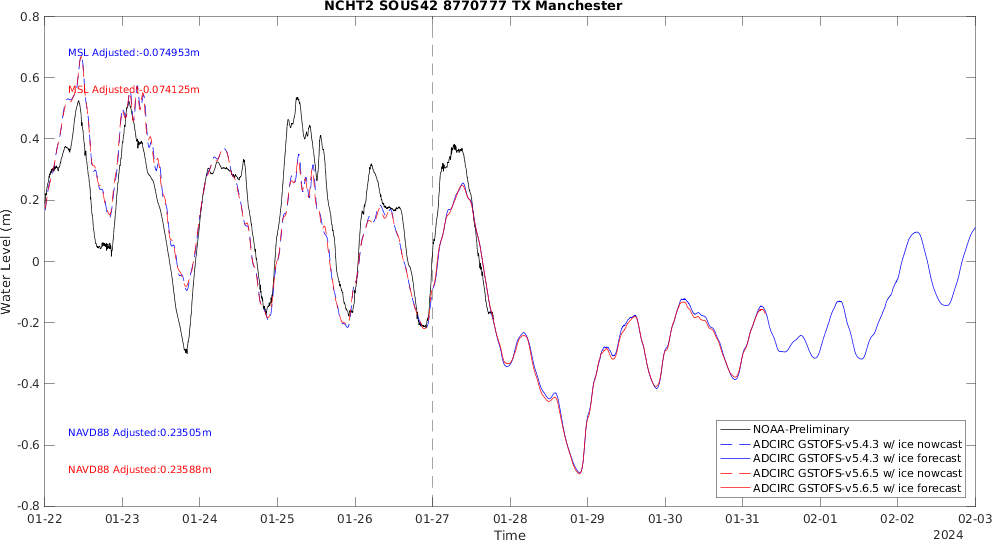 NCHT2 SOUS42 8770777 TX Manchester
0.8
0.6
0.4
0.2
0
-0.2
-0.4
-0.6
-0.8
Water Level (m)
MSL Adjusted:-0.074953m
MSL Adjusted:-0.074125m
NAVD88 Adjusted:0.23505m
NAVD88 Adjusted:0.23588m
NOAA-Preliminary
ADCIRC GSTOFS-v5.4.3 w/ ice nowcast
ADCIRC GSTOFS-v5.4.3 w/ ice forecast
ADCIRC GSTOFS-v5.6.5 w/ ice nowcast
ADCIRC GSTOFS-v5.6.5 w/ ice forecast
01-22 01-23 01-24 01-25 01-26 01-27 01-28 01-29 01-30 01-31 02-01 02-02 02-03
Time
2024